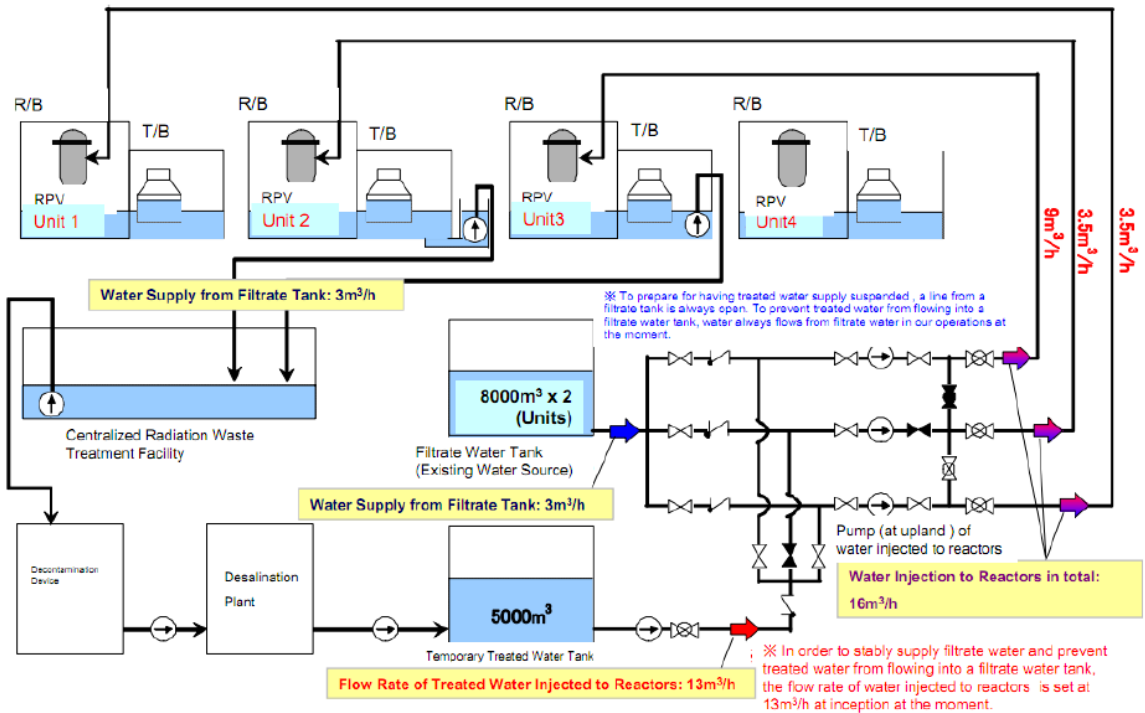 R/B
R/B
R/B
R/B
T/B
T/B
T/B
T/B
RPV
Unit 1
RPV
Unit 2
RPV
Unit3
RPV
Unit4
9m³/h
3.5m³/h
3.5m³/h
Water Supply from Filtrate Tank: 3m³/h
※ To prepare for having treated water supply suspended , a line from a
filtrate tank is always open. To prevent treated water from flowing into a
filtrate water tank, water always flows from filtrate water in our operations at
the moment.
8000m³ x 2
(Units)
Centralized Radiation Waste
Treatment Facility
Filtrate Water Tank
(Existing Water Source)
Water Supply from Filtrate Tank: 3m³/h
Pump (at upland ) of
water injected to reactors
Water Injection to Reactors in total:
16m³/h
Decontamination
Device
Desalination
Plant
5000m³
Temporary Treated Water Tank
Flow Rate of Treated Water Injected to Reactors: 13m³/h
※ In order to stably supply filtrate water and prevent
treated water from flowing into a filtrate water tank,
the flow rate of water injected to reactors is set at
13m³/h at inception at the moment.